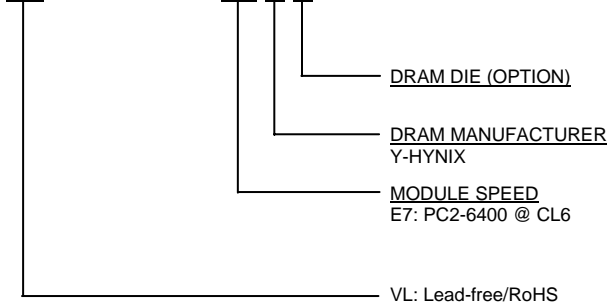 DRAM DIE (OPTION)
DRAM MANUFACTURER
Y-HYNIX
MODULE SPEED
E7: PC2-6400 @ CL6
VL: Lead-free/RoHS